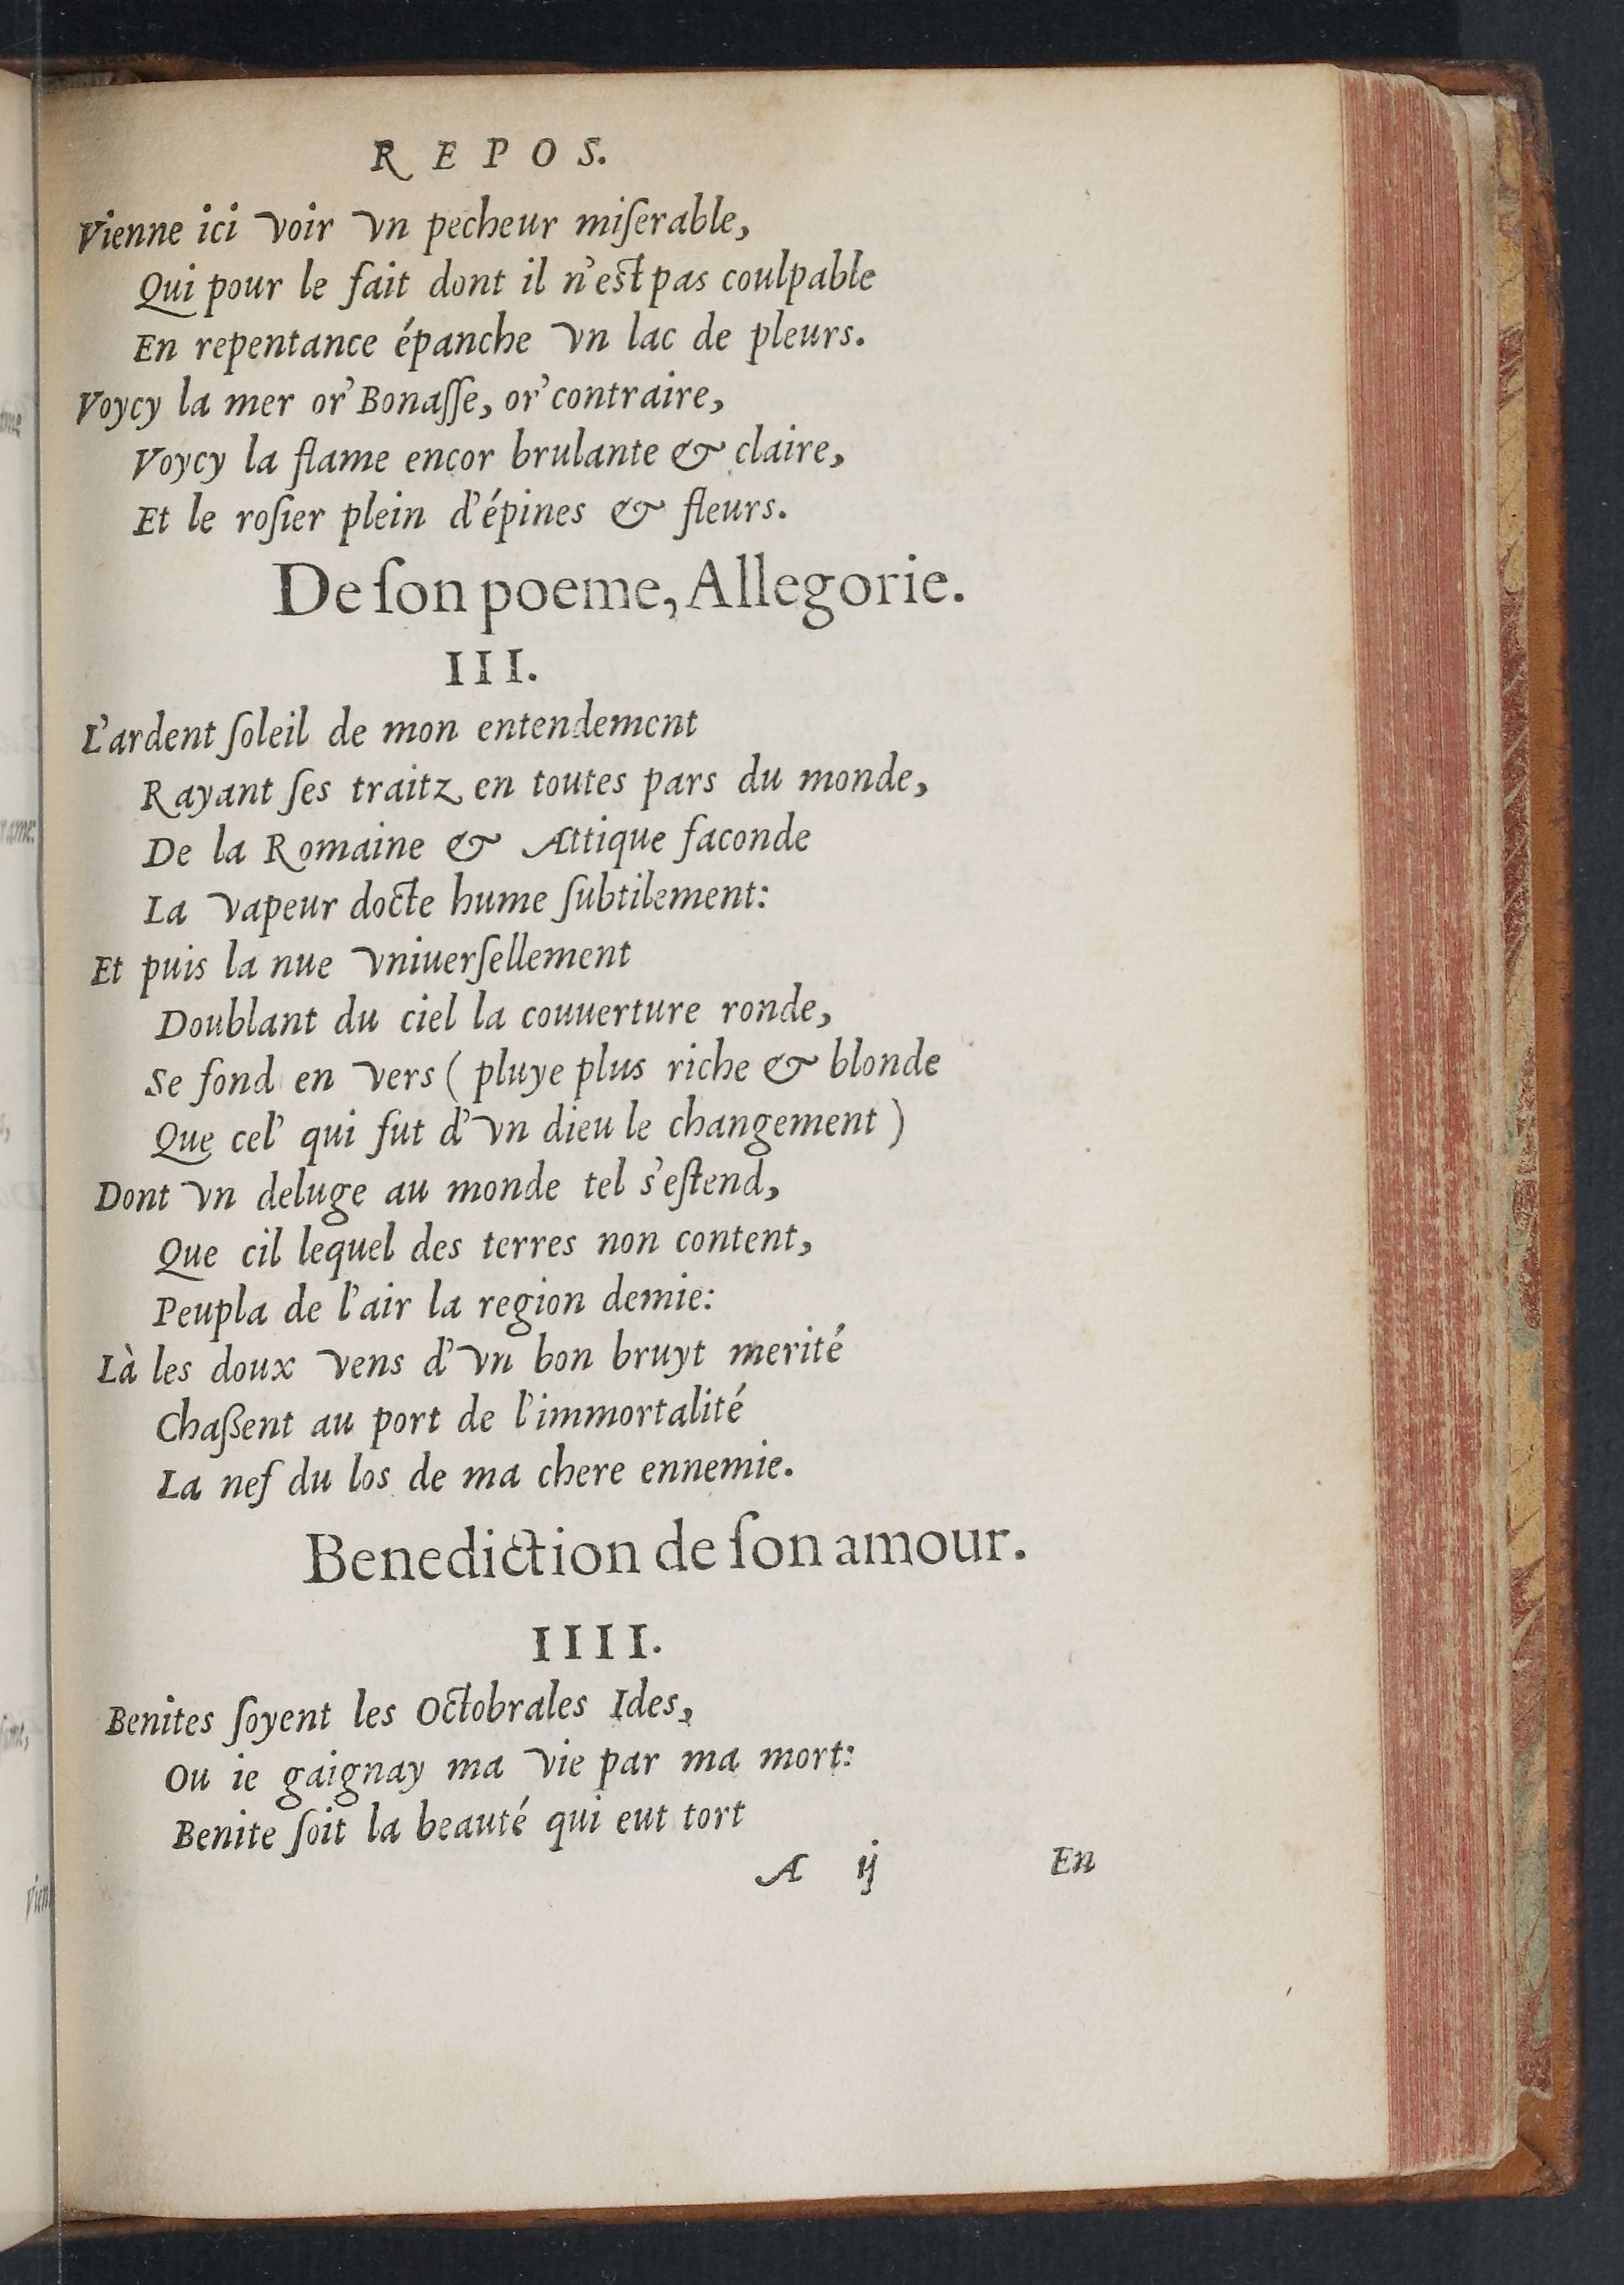 REPOS.
Vienne ici voir vn pecheur miſerable,
Qui pour le fait dont il n'est pas coulpable
En repentance épanche vn lac de pleurs.
Voycy la mer or' Bonaſſe, or' contraire,
Voycy la flame encor brulante & claire,
Et le roſier plein d'épines & fleurs.
De ſon poeme, Allegorie.
III.
L'ardent ſoleil de mon entendement
Rayant ſes traitz en toutes pars du monde,
De la Romaine & Attique faconde
La vapeur docte hume ſubtilement:
Et puis la nue vniuerſellement
Doublant du ciel la couuerture ronde,
Se fond en vers ( pluye plus riche & blonde
Que cel' qui fut d'vn dieu le changement )
Dont vn deluge au monde tel s'eſtend,
Que cil lequel des terres non content,
Peupla de l'air la region demie:
Là les doux vens d'vn bon bruyt merité
Chaßent au port de l'immortalité
La nef du los de ma chere ennemie.
Benediction de ſon amour.
IIII.
Benites ſoyent les Octobrales Ides,
Ou ie gaignay ma vie par ma mort:
Benite ſoit la beauté qui eut tort
A ij En